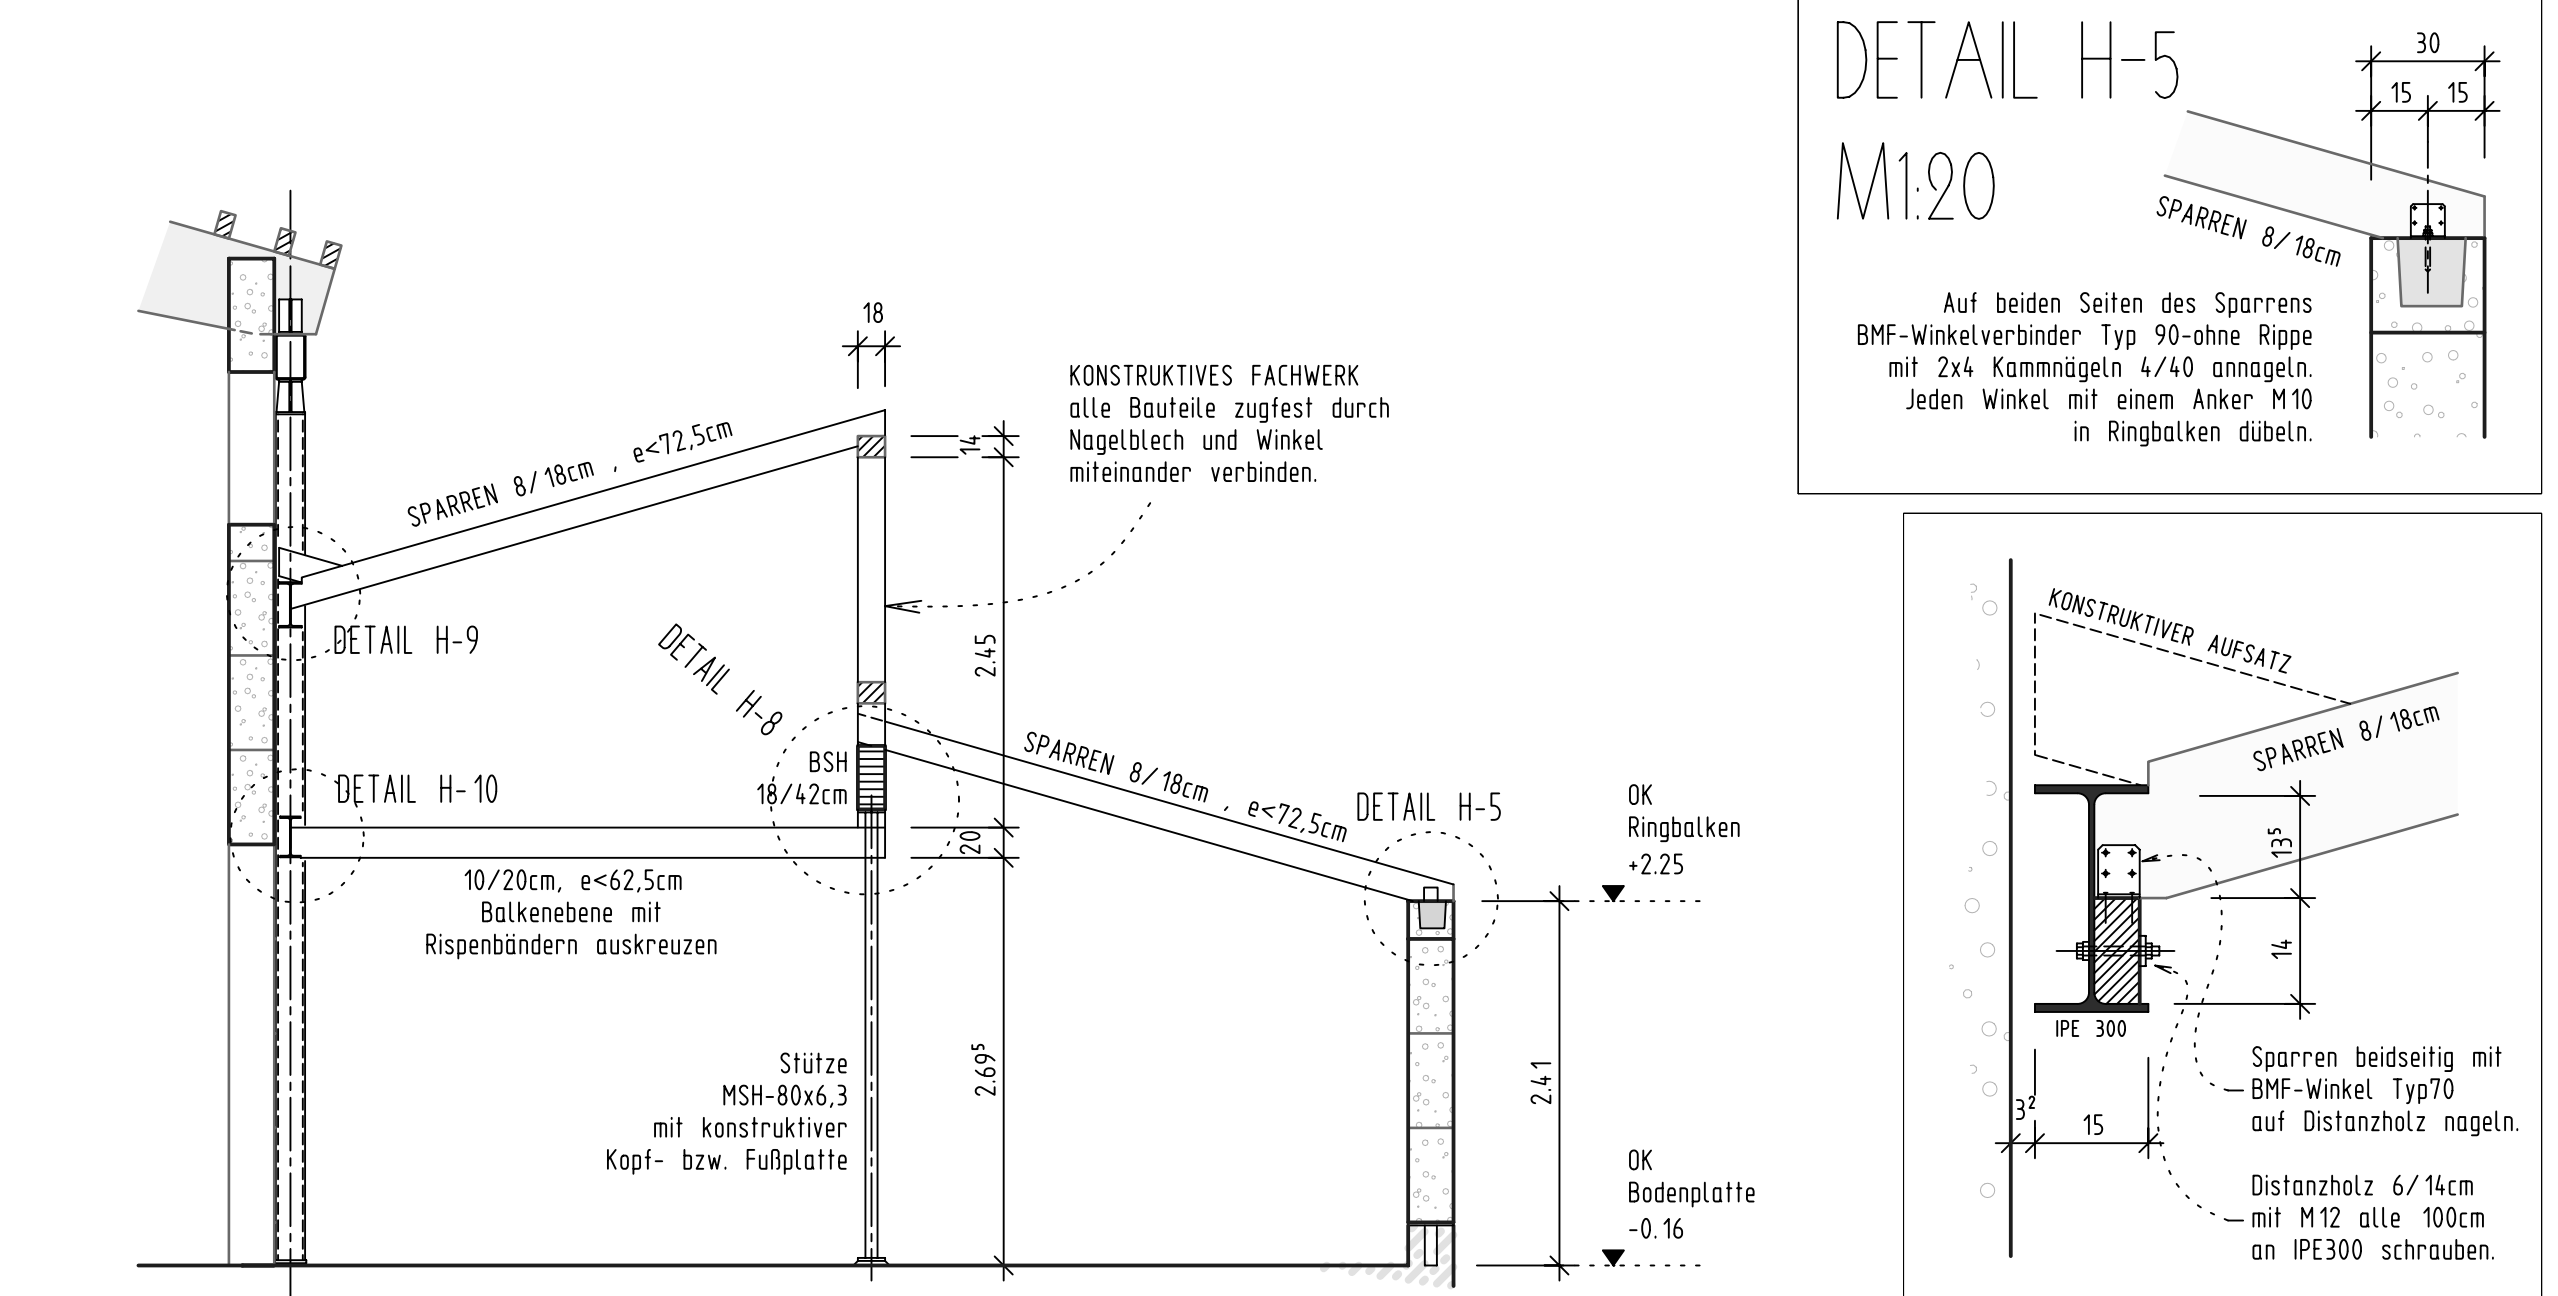 18
SPARREN 8/18cm , e<72,5cm
14
KONSTRUKTIVES FACHWERK
alle Bauteile zugfest durch
Nagelblech und Winkel
miteinander verbinden.
DETAIL H-9
DETAIL H-8
2.45
DETAIL H-10
BSH
18/42cm
SPARREN 8/18cm , e<72,5cm
DETAIL H-5
20
10/20cm, e<62,5cm
Balkenebene mit
Rispenbändern auskreuzen
OK
Ringbalken
+2.25
Stütze
MSH-80x6,3
mit konstruktiver
Kopf- bzw. Fußplatte
2.69⁵
2.41
OK
Bodenplatte
-0.16
DETAIL H-5
M1:20
30
15 15
SPARREN 8/18cm
Auf beiden Seiten des Sparrens
BMF-Winkelverbinder Typ 90-ohne Rippe
mit 2x4 Kammnägeln 4/40 annageln.
Jeden Winkel mit einem Anker M10
in Ringbalken dübeln.
KONSTRUKTIVER AUFSATZ
SPARREN 8/18cm
13⁵
14
IPE 300
3²
15
Sparren beidseitig mit
BMF-Winkel Typ70
auf Distanzholz nageln.
Distanzholz 6/14cm
mit M12 alle 100cm
an IPE300 schrauben.